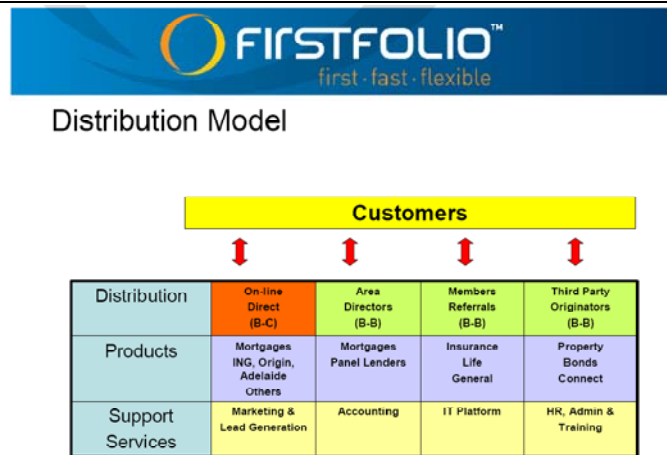 FIRSTFOLIO™
first·fast·flexible
Distribution Model
Customers
Distribution
On-line
Direct
(B-C)
Area
Directors
(B-B)
Members
Referrals
(B-B)
Third Party
Originators
(B-B)
Products
Mortgages
ING, Origin,
Adelaide
Others
Mortgages
Panel Lenders
Insurance
Life
General
Property
Bonds
Connect
Support
Services
Marketing &
Lead Generation
Accounting
IT Platform
HR, Admin &
Training